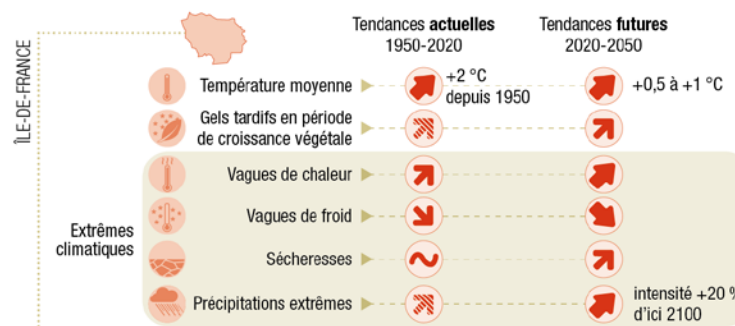 ÎLE-DE-FRANCE
Tendances actuelles
1950-2020
Tendances futures
2020-2050
Température moyenne
+2 °C
depuis 1950
+0,5 à +1 °C
Gels tardifs en période
de croissance végétale
Extrêmes
climatiques
Vagues de chaleur
Vagues de froid
Sécheresses
Précipitations extrêmes
intensité +20 %
d'ici 2100